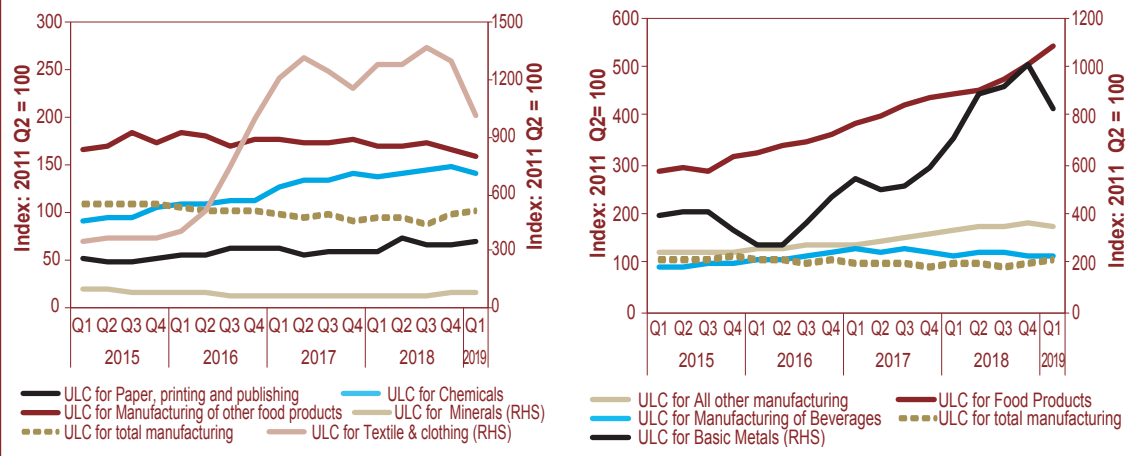 Index: 2011 Q2 = 100
300
250
200
150
100
50
0
1500
1200
900
600
300
0
Index: 2011 Q2 = 100
Q1 Q2 Q3 Q4 Q1 Q2 Q3 Q4 Q1 Q2 Q3 Q4 Q1 Q2 Q3 Q4 Q1
2015 2016 2017 2018 2019
ULC for Paper, printing and publishing ULC for Chemicals
ULC for Manufacturing of other food products ULC for Minerals (RHS)
ULC for total manufacturing ULC for Textile & clothing (RHS)
Index: 2011 Q2= 100
600
500
400
300
200
100
0
1200
1000
800
600
400
200
0
Index: 2011 Q2 = 100
Q1 Q2 Q3 Q4 Q1 Q2 Q3 Q4 Q1 Q2 Q3 Q4 Q1 Q2 Q3 Q4 Q1
2015 2016 2017 2018 2019
ULC for All other manufacturing ULC for Food Products
ULC for Manufacturing of Beverages ULC for total manufacturing
ULC for Basic Metals (RHS)